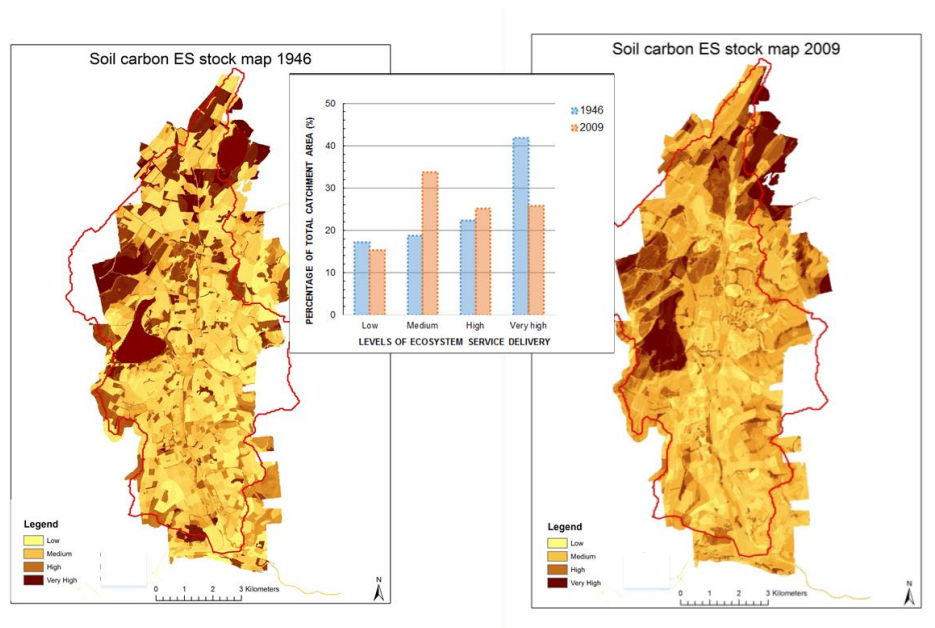 Soil carbon ES stock map 1946
Legend
Low
Medium
High
Very High
0 1 2 3 Kilometers
N
PERCENTAGE OF TOTAL CATCHMENT AREA (%)
50
40
30
20
10
0
1946
2009
Low Medium High Very high
LEVELS OF ECOSYSTEM SERVICE DELIVERY
Soil carbon ES stock map 2009
Legend
Low
Medium
High
Very High
0 1 2 3 Kilometers
N